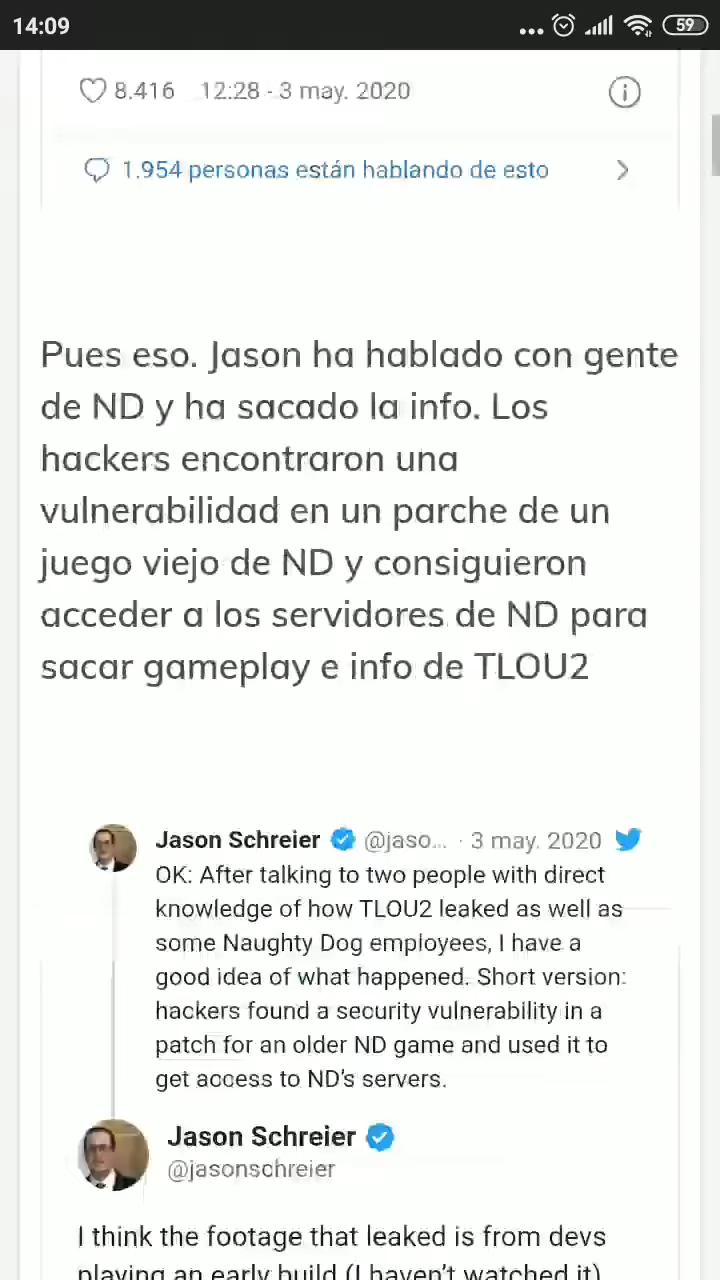 14:09
59
8.416 12:28 - 3 may. 2020
1.954 personas están hablando de esto
Pues eso. Jason ha hablado con gente
de ND y ha sacado la info. Los
hackers encontraron una
vulnerabilidad en un parche de un
juego viejo de ND y consiguieron
acceder a los servidores de ND para
sacar gameplay e info de TLOU2
Jason Schreier @jaso... · 3 may. 2020
OK: After talking to two people with direct
knowledge of how TLOU2 leaked as well as
some Naughty Dog employees, I have a
good idea of what happened. Short version:
hackers found a security vulnerability in a
patch for an older ND game and used it to
get access to ND's servers.
Jason Schreier
@jasonschreier
I think the footage that leaked is from devs
playing an early build (I haven't watched it)